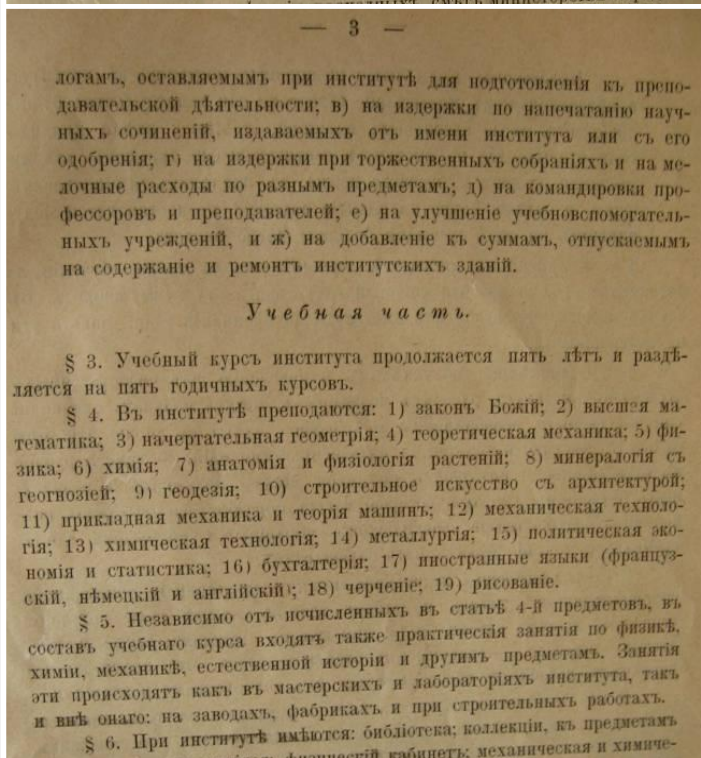 — 3 —
логамъ, оставляемымъ при институтѣ для подготовленія къ препо-
давательской дѣятельности; в) на издержки по напечатанію науч-
ныхъ сочиненій, издаваемыхъ отъ имени института или съ его
одобренія; г) на издержки при торжественныхъ собраніяхъ и на ме-
лочные расходы по разнымъ предметамъ; д) на командировки про-
фессоровъ и преподавателей; е) на улучшеніе учебновспомогатель-
ныхъ учрежденій, и ж) на добавленіе къ суммамъ, отпускаемымъ
на содержаніе и ремонтъ институтскихъ зданій.
Учебная часть.
§ 3. Учебный курсъ института продолжается пять лѣтъ и раздѣ-
ляется на пять годичныхъ курсовъ.
§ 4. Въ институтѣ преподаются: 1) законъ Божій; 2) высшая ма-
тематика; 3) начертательная геометрія; 4) теоретическая механика; 5) фи-
зика; 6) химія; 7) анатомія и физіологія растеній; 8) минералогія съ
геогнозіей; 9) геодезія; 10) строительное искусство съ архитектурой;
11) прикладная механика и теорія машинъ; 12) механическая техноло-
гія; 13) химическая технологія; 14) металлургія; 15) политическая эко-
номія и статистика; 16) бухгалтерія; 17) иностранные языки (француз-
скій, нѣмецкій и англійскій); 18) черченіе; 19) рисованіе.
§ 5. Независимо отъ исчисленныхъ въ статьѣ 4-й предметовъ, въ
составъ учебнаго курса входятъ также практическія занятія по физикѣ,
химіи, механикѣ, естественной исторіи и другимъ предметамъ. Занятія
эти происходятъ какъ въ мастерскихъ и лабораторіяхъ института, такъ
и внѣ онаго: на заводахъ, фабрикахъ и при строительныхъ работахъ.
§ 6. При институтѣ имѣются: библіотека; коллекціи, къ предметамъ
физическій кабинетъ; механическая и химиче-